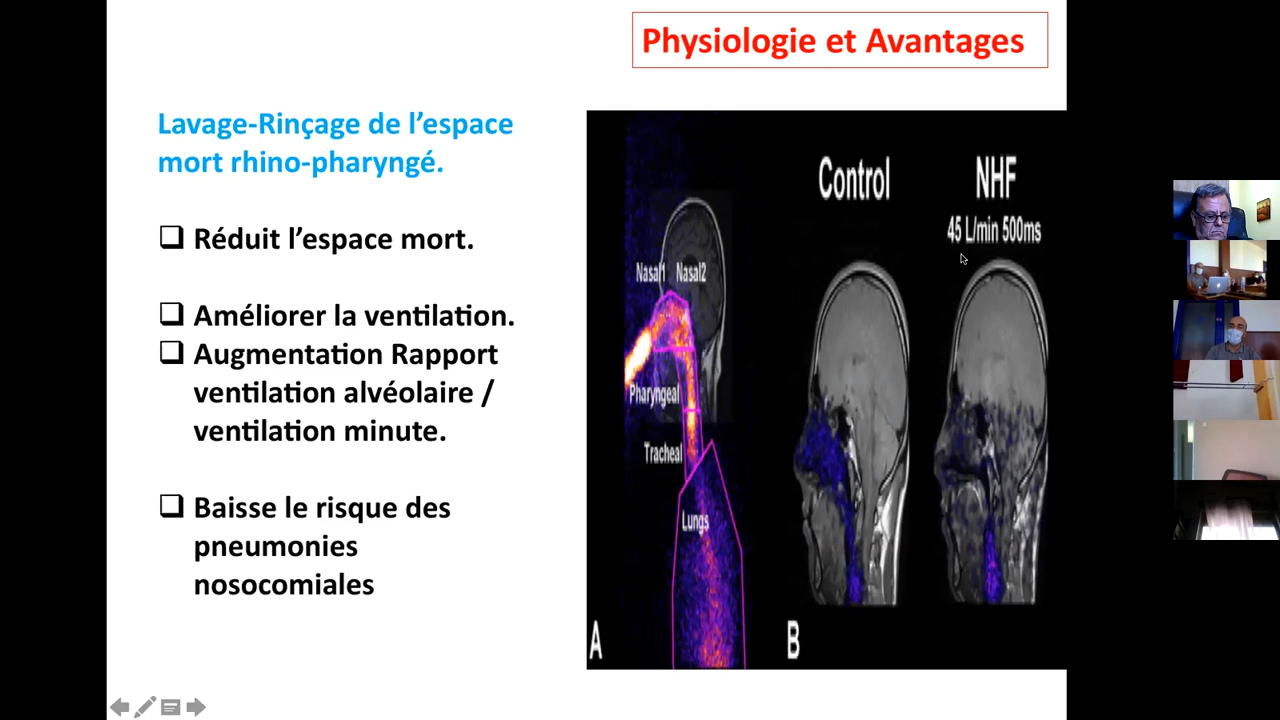 Physiologie et Avantages
Lavage-Rinçage de l’espace
mort rhino-pharyngé.
Réduit l’espace mort.
Améliorer la ventilation.
Augmentation Rapport
ventilation alvéolaire /
ventilation minute.
Baisse le risque des
pneumonies
nosocomiales
Nasal1 Nasal2
Pharyngeal
Tracheal
Lungs
A
Control
NHF
45 L/min 500ms
B